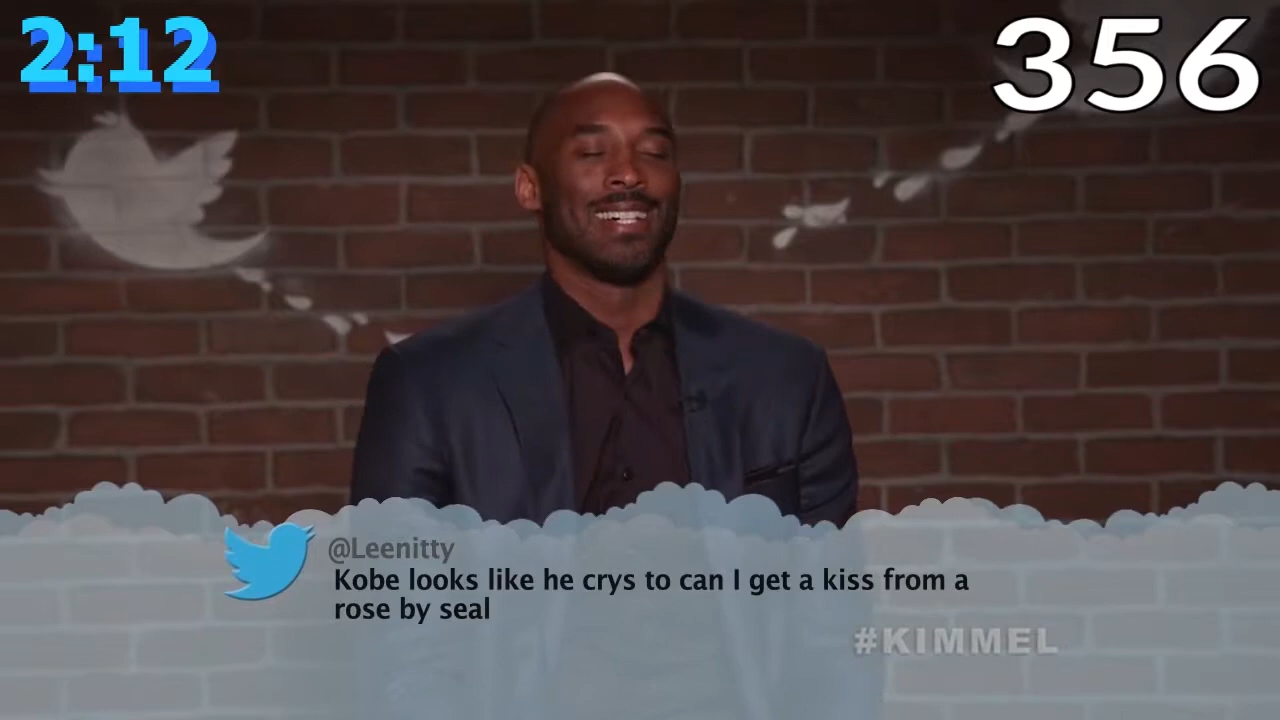 2:12
356
@Leenitty
Kobe looks like he crys to can I get a kiss from a
rose by seal
#KIMMEL